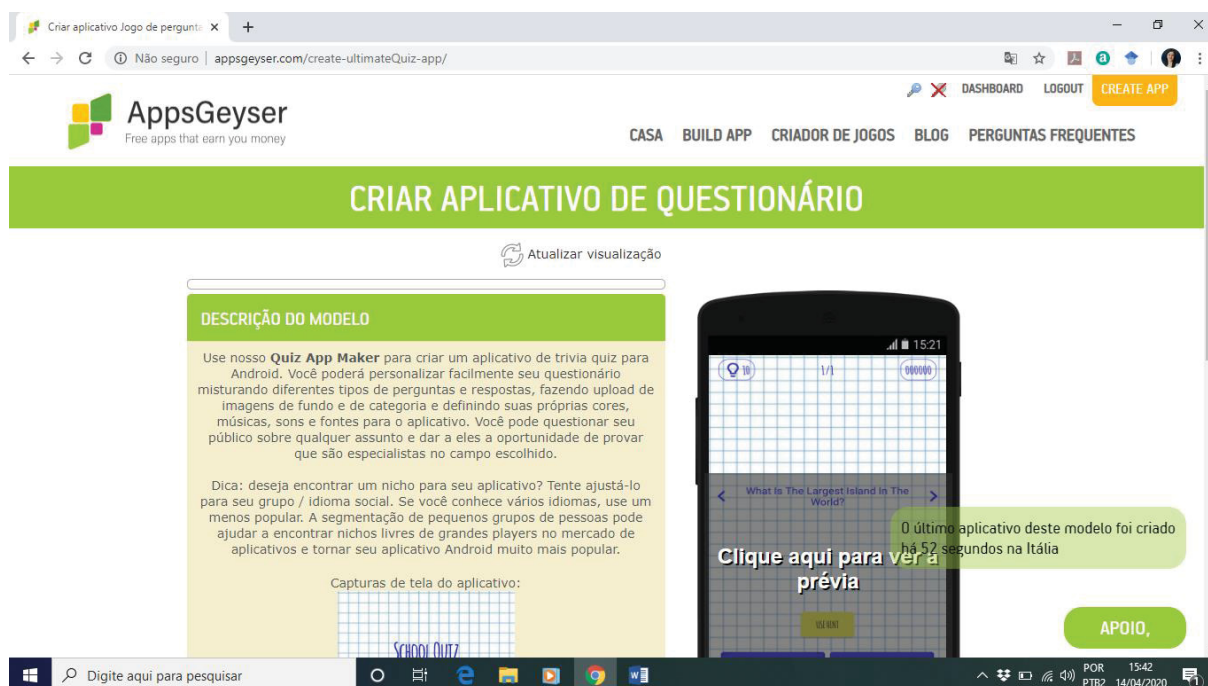 Criar aplicativo Jogo de pergunta
Não seguro | appsgeyser.com/create-ultimateQuiz-app/
DASHBOARD LOGOUT CREATE APP
AppsGeyser
Free apps that earn you money
CASA BUILD APP CRIADOR DE JOGOS BLOG PERGUNTAS FREQUENTES
CRIAR APLICATIVO DE QUESTIONÁRIO
Atualizar visualização
DESCRIÇÃO DO MODELO
Use nosso Quiz App Maker para criar um aplicativo de trivia quiz para
Android. Você poderá personalizar facilmente seu questionário
misturando diferentes tipos de perguntas e respostas, fazendo upload de
imagens de fundo e de categoria e definindo suas próprias cores,
músicas, sons e fontes para o aplicativo. Você pode questionar seu
público sobre qualquer assunto e dar a eles a oportunidade de provar
que são especialistas no campo escolhido.
Dica: deseja encontrar um nicho para seu aplicativo? Tente ajustá-lo
para seu grupo / idioma social. Se você conhece vários idiomas, use um
menos popular. A segmentação de pequenos grupos de pessoas pode
ajudar a encontrar nichos livres de grandes players no mercado de
aplicativos e tornar seu aplicativo Android muito mais popular.
Capturas de tela do aplicativo:
SCHOOL QUIZ
15:21
10 1/1 000000
What Is The Largest Island in The
World?
Clique aqui para ver a
prévia
USE HINT
O último aplicativo deste modelo foi criado
há 52 segundos na Itália
APOIO,
Digite aqui para pesquisar
POR 15:42
PTB2 14/04/2020